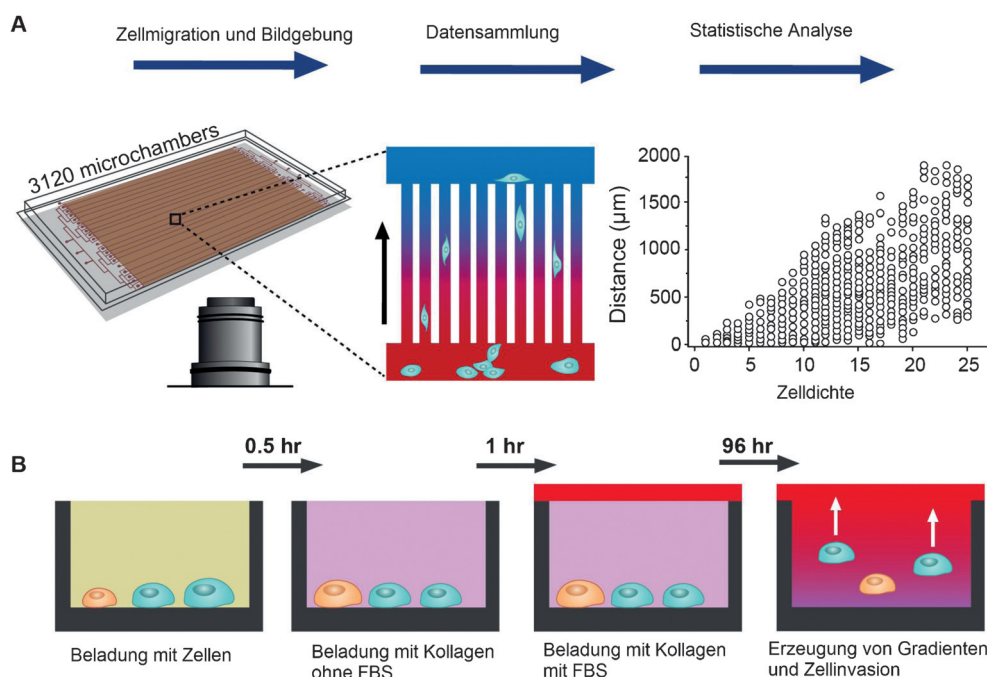 A
Zellmigration und Bildgebung
Datensammlung
Statistische Analyse
3120 microchambers
Distance (µm)
2000
1500
1000
500
0
0 5 10 15 20 25
Zelldichte
B
0.5 hr
1 hr
96 hr
Beladung mit Zellen
Beladung mit Kollagen
ohne FBS
Beladung mit Kollagen
mit FBS
Erzeugung von Gradienten
und Zellinvasion